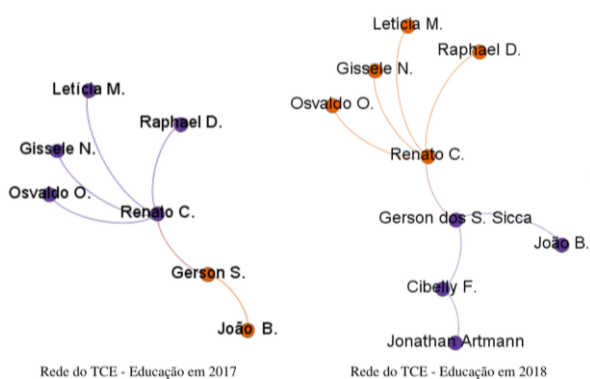 Letícia M.
Raphael D.
Gissele N.
Osvaldo O.
Renato C.
Gerson S.
João B.
Rede do TCE - Educação em 2017
Letícia M.
Raphael D.
Gissele N.
Osvaldo O.
Renato C.
Gerson dos S. Sicca
João B.
Cibelly F.
Jonathan Artmann
Rede do TCE - Educação em 2018